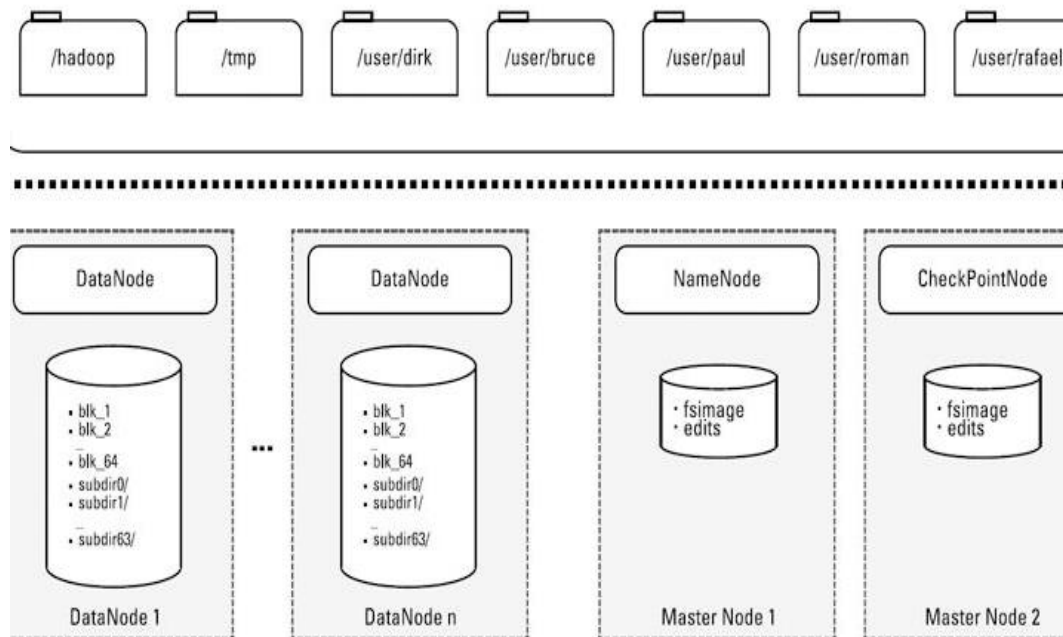 /hadoop
/tmp
/user/dirk
/user/bruce
/user/paul
/user/roman
/user/rafael
DataNode
DataNode
NameNode
CheckPointNode
• blk_1
• blk_2
_
• blk_64
• subdir0/
• subdir1/
_
• subdir63/
...
• blk_1
• blk_2
_
• blk_64
• subdir0/
• subdir1/
_
• subdir63/
• fsimage
• edits
• fsimage
• edits
DataNode 1
DataNode n
Master Node 1
Master Node 2